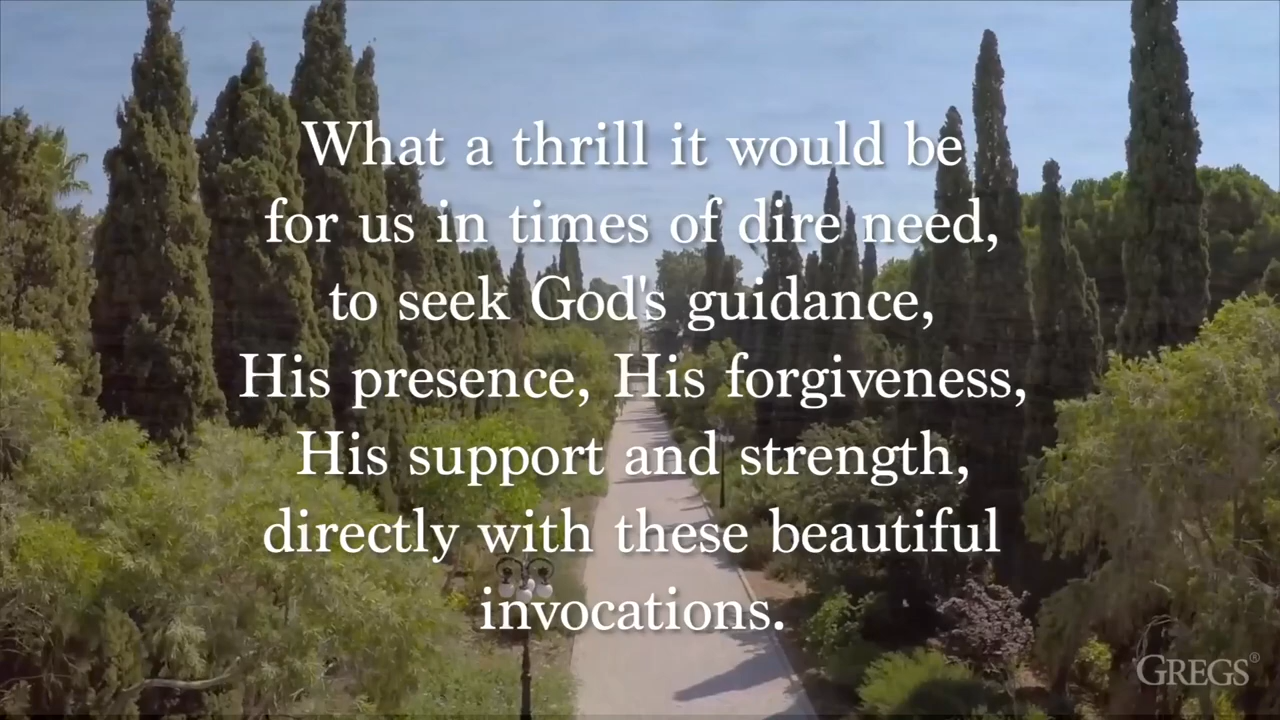 What a thrill it would be
for us in times of dire need,
to seek God's guidance,
His presence, His forgiveness,
His support and strength,
directly with these beautiful
invocations.
GREGS®